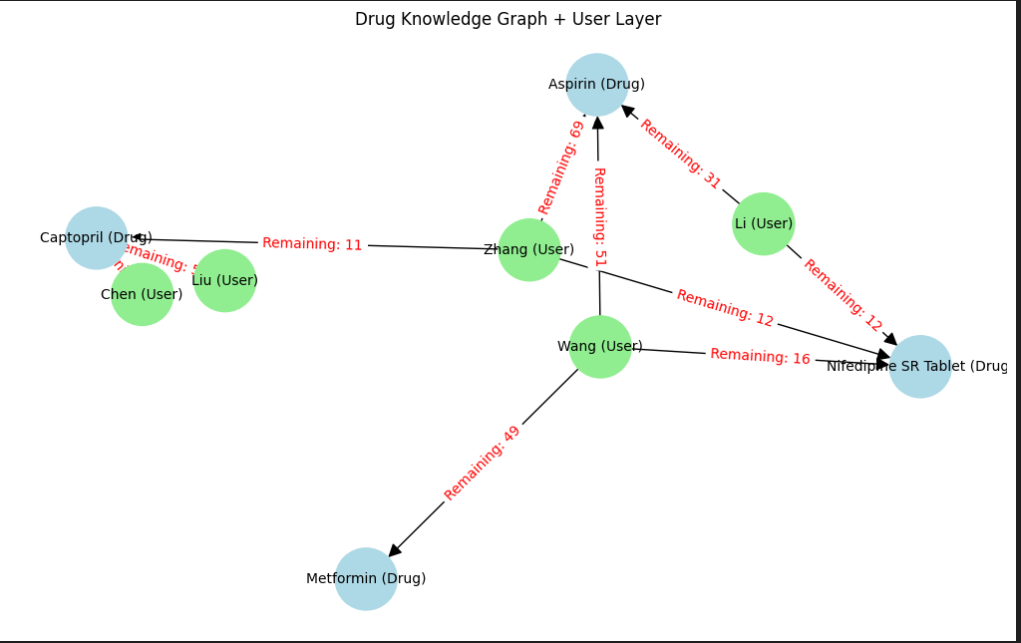 Drug Knowledge Graph + User Layer
Aspirin (Drug)
Remaining: 69
Remaining: 31
Remaining: 51
Li (User)
Captopril (Drug)
Remaining: 11
Zhang (User)
emaining:
Liu (User)
Chen (User)
Remaining: 12
Remaining: 12
Wang (User)
Remaining: 16
Nifedipine SR Tablet (Drug
Remaining: 49
Metformin (Drug)